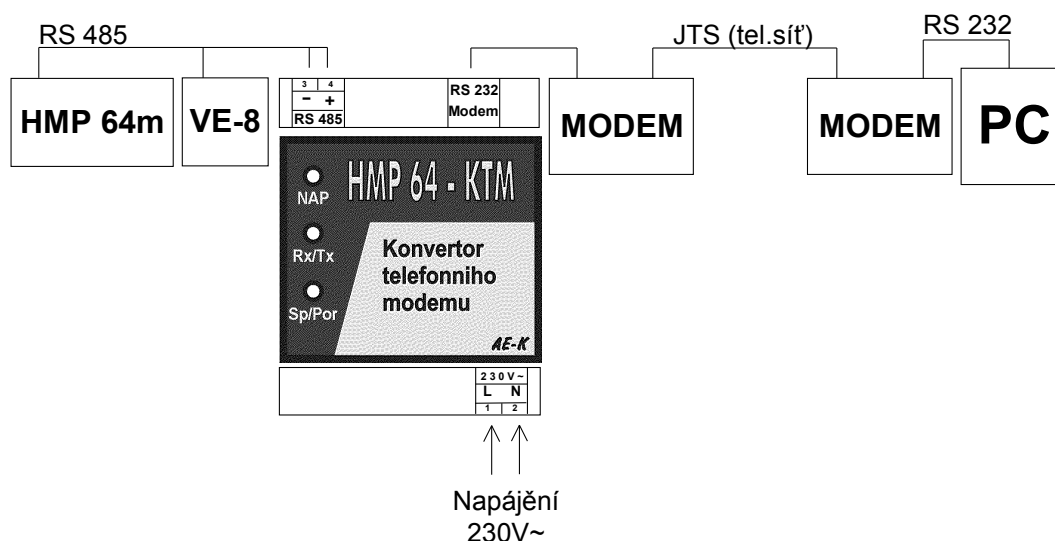 RS 485
JTS (tel.síť)
RS 232
HMP 64m
VE-8
3 4
− +
RS 485
RS 232
Modem
MODEM
MODEM
PC
HMP 64 - KTM
NAP
Rx/Tx
Sp/Por
Konvertor
telefonniho
modemu
AE-K
230V~
L N
1 2
Napájění
230V~